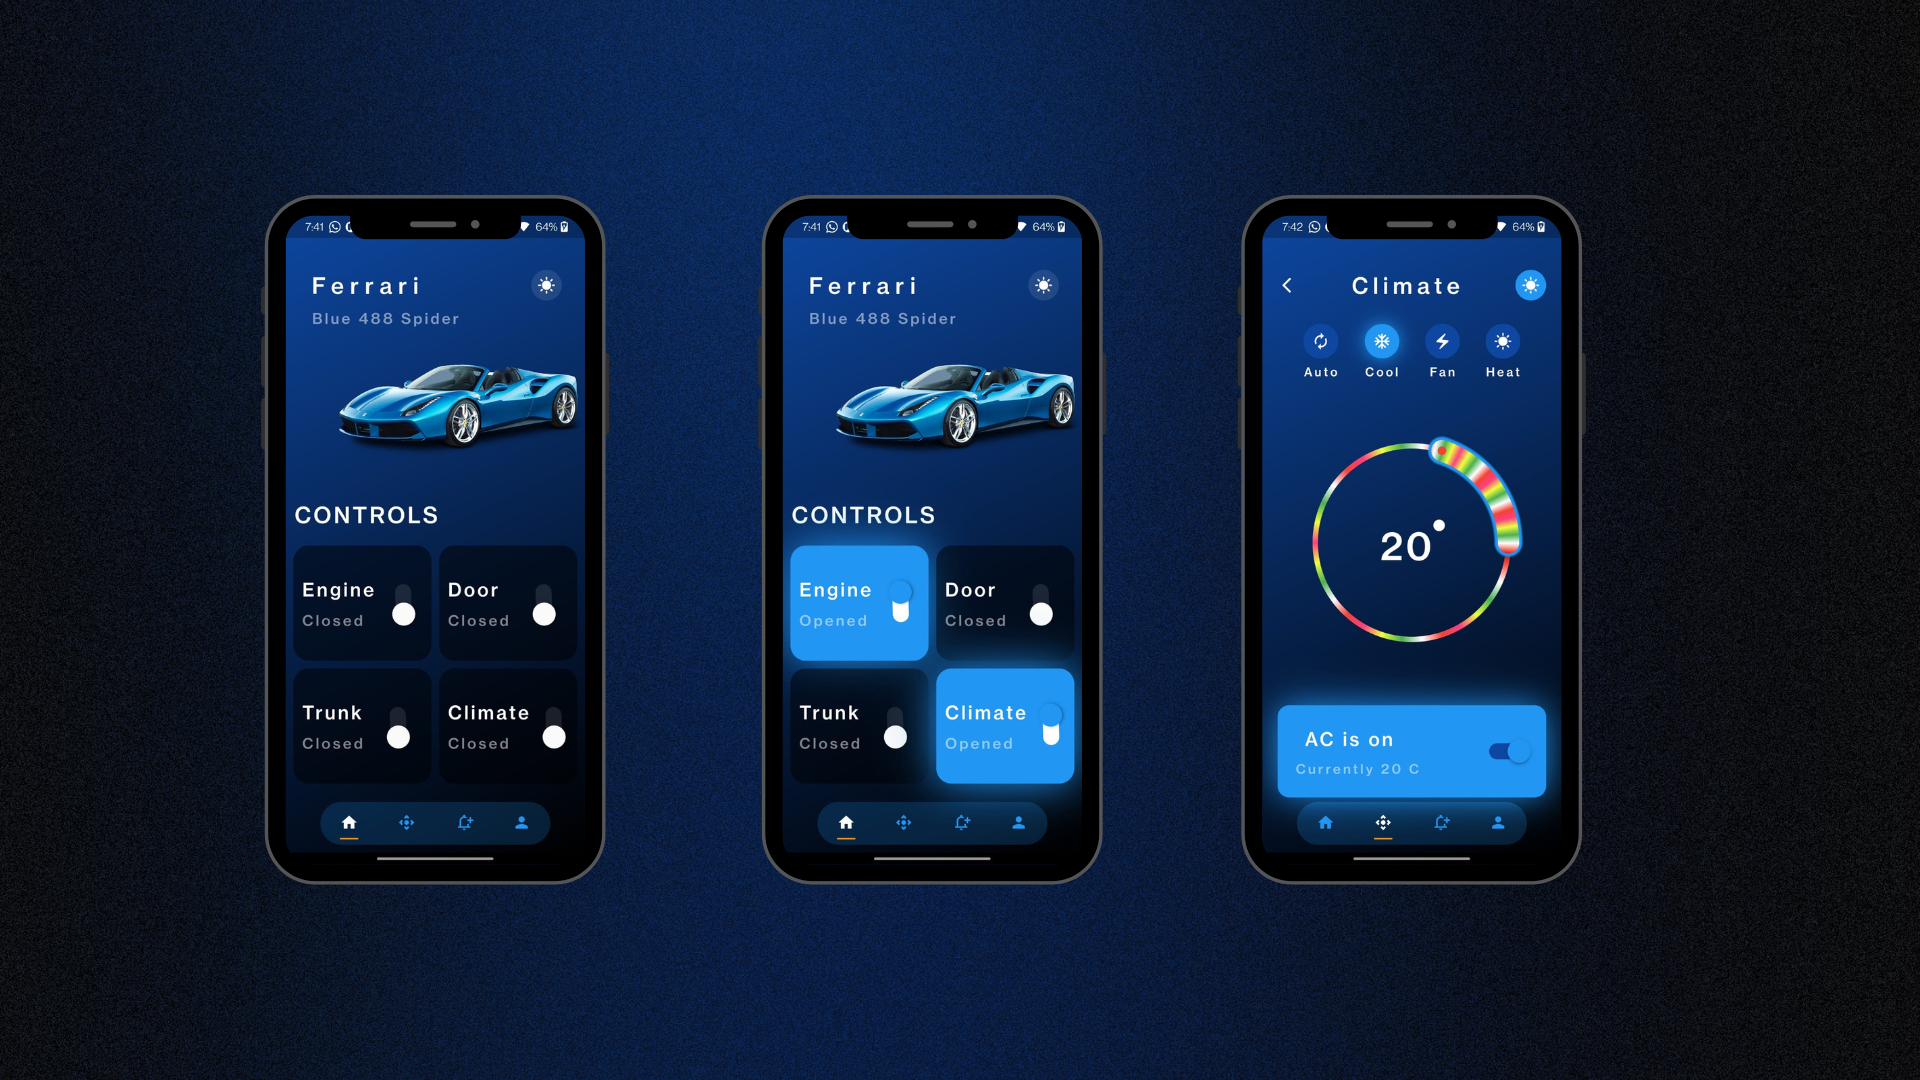 7:41
64%
Ferrari
Blue 488 Spider
CONTROLS
Engine
Closed
Door
Closed
Trunk
Closed
Climate
Closed
7:41
64%
Ferrari
Blue 488 Spider
CONTROLS
Engine
Opened
Door
Closed
Trunk
Closed
Climate
Opened
7:42
64%
Climate
Auto Cool Fan Heat
20°
AC is on
Currently 20 C